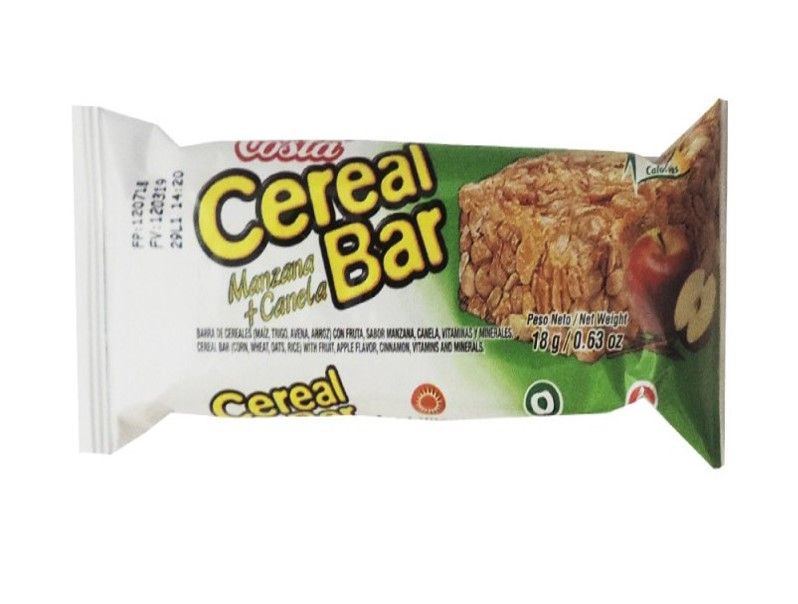 FP:120718
FV:120319
29L1 14:20
Costa
Cereal
Bar
Manzana
+ Canela
BARRA DE CEREALES (MAÍZ, TRIGO, AVENA, ARROZ) CON FRUTA, SABOR MANZANA, CANELA, VITAMINAS Y MINERALES.
CEREAL BAR (CORN, WHEAT, OATS, RICE) WITH FRUIT, APPLE FLAVOR, CINNAMON, VITAMINS AND MINERALS.
Peso Neto / Net Weight
18 g / 0.63 oz
Cereal
Bar